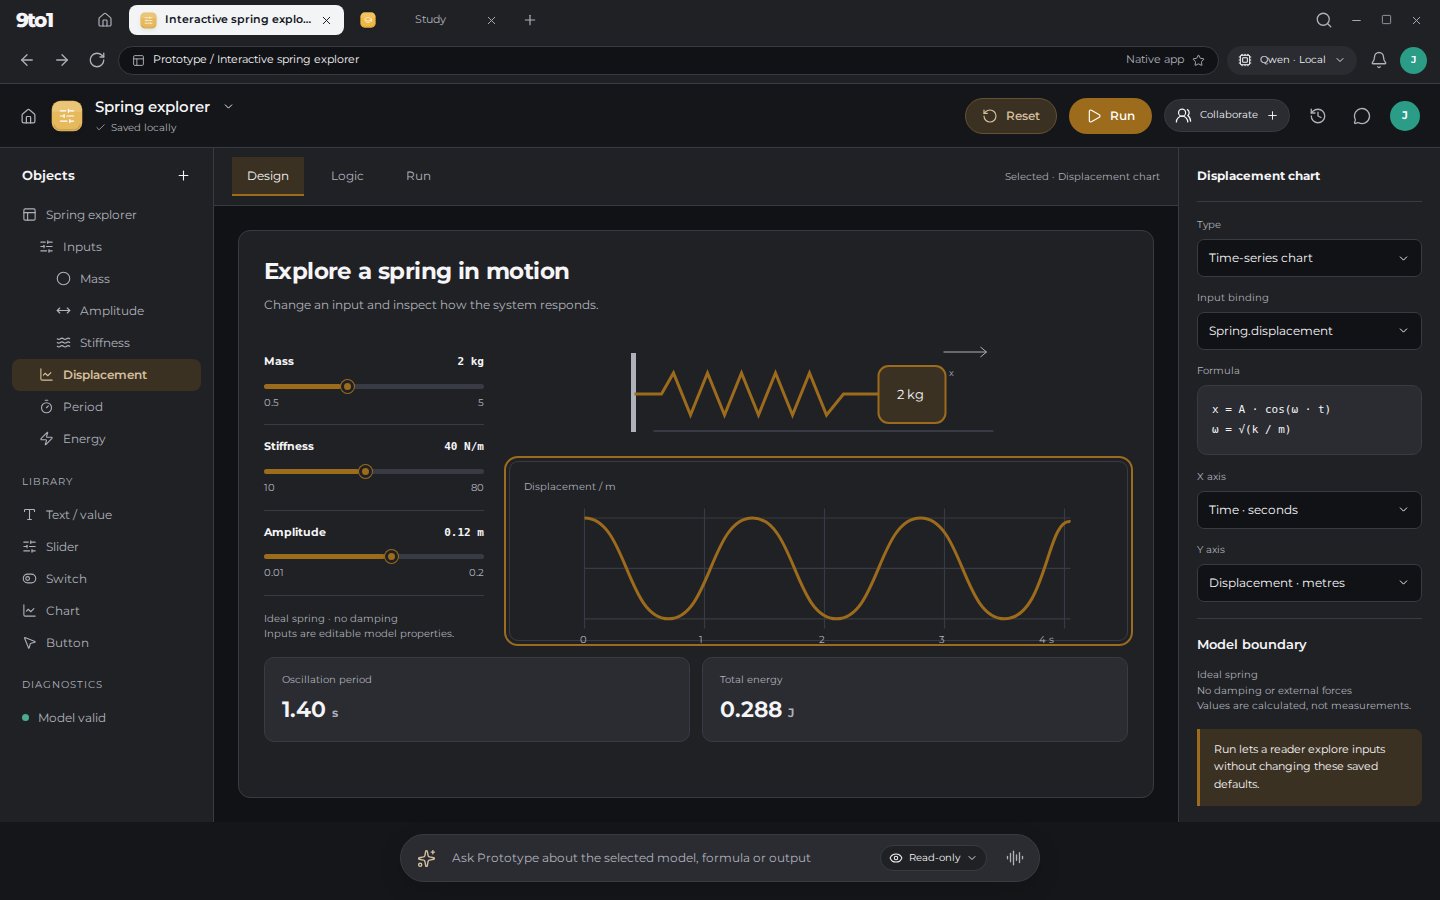 9to1
Interactive spring explo...
Study
Prototype / Interactive spring explorer
Native app
Qwen · Local
J
Spring explorer
Saved locally
Reset
Run
Collaborate
J
Objects
Spring explorer
Inputs
Mass
Amplitude
Stiffness
Displacement
Period
Energy
LIBRARY
Text / value
Slider
Switch
Chart
Button
DIAGNOSTICS
Model valid
Design
Logic
Run
Selected · Displacement chart
Explore a spring in motion
Change an input and inspect how the system responds.
Mass 2 kg
0.5 5
Stiffness 40 N/m
10 80
Amplitude 0.12 m
0.01 0.2
Ideal spring · no damping
Inputs are editable model properties.
x
2 kg
Displacement / m
0 1 2 3 4 s
Oscillation period
1.40 s
Total energy
0.288 J
Displacement chart
Type
Time-series chart
Input binding
Spring.displacement
Formula
x = A · cos(ω · t)
ω = √(k / m)
X axis
Time · seconds
Y axis
Displacement · metres
Model boundary
Ideal spring
No damping or external forces
Values are calculated, not measurements.
Run lets a reader explore inputs
without changing these saved
defaults.
Ask Prototype about the selected model, formula or output
Read-only